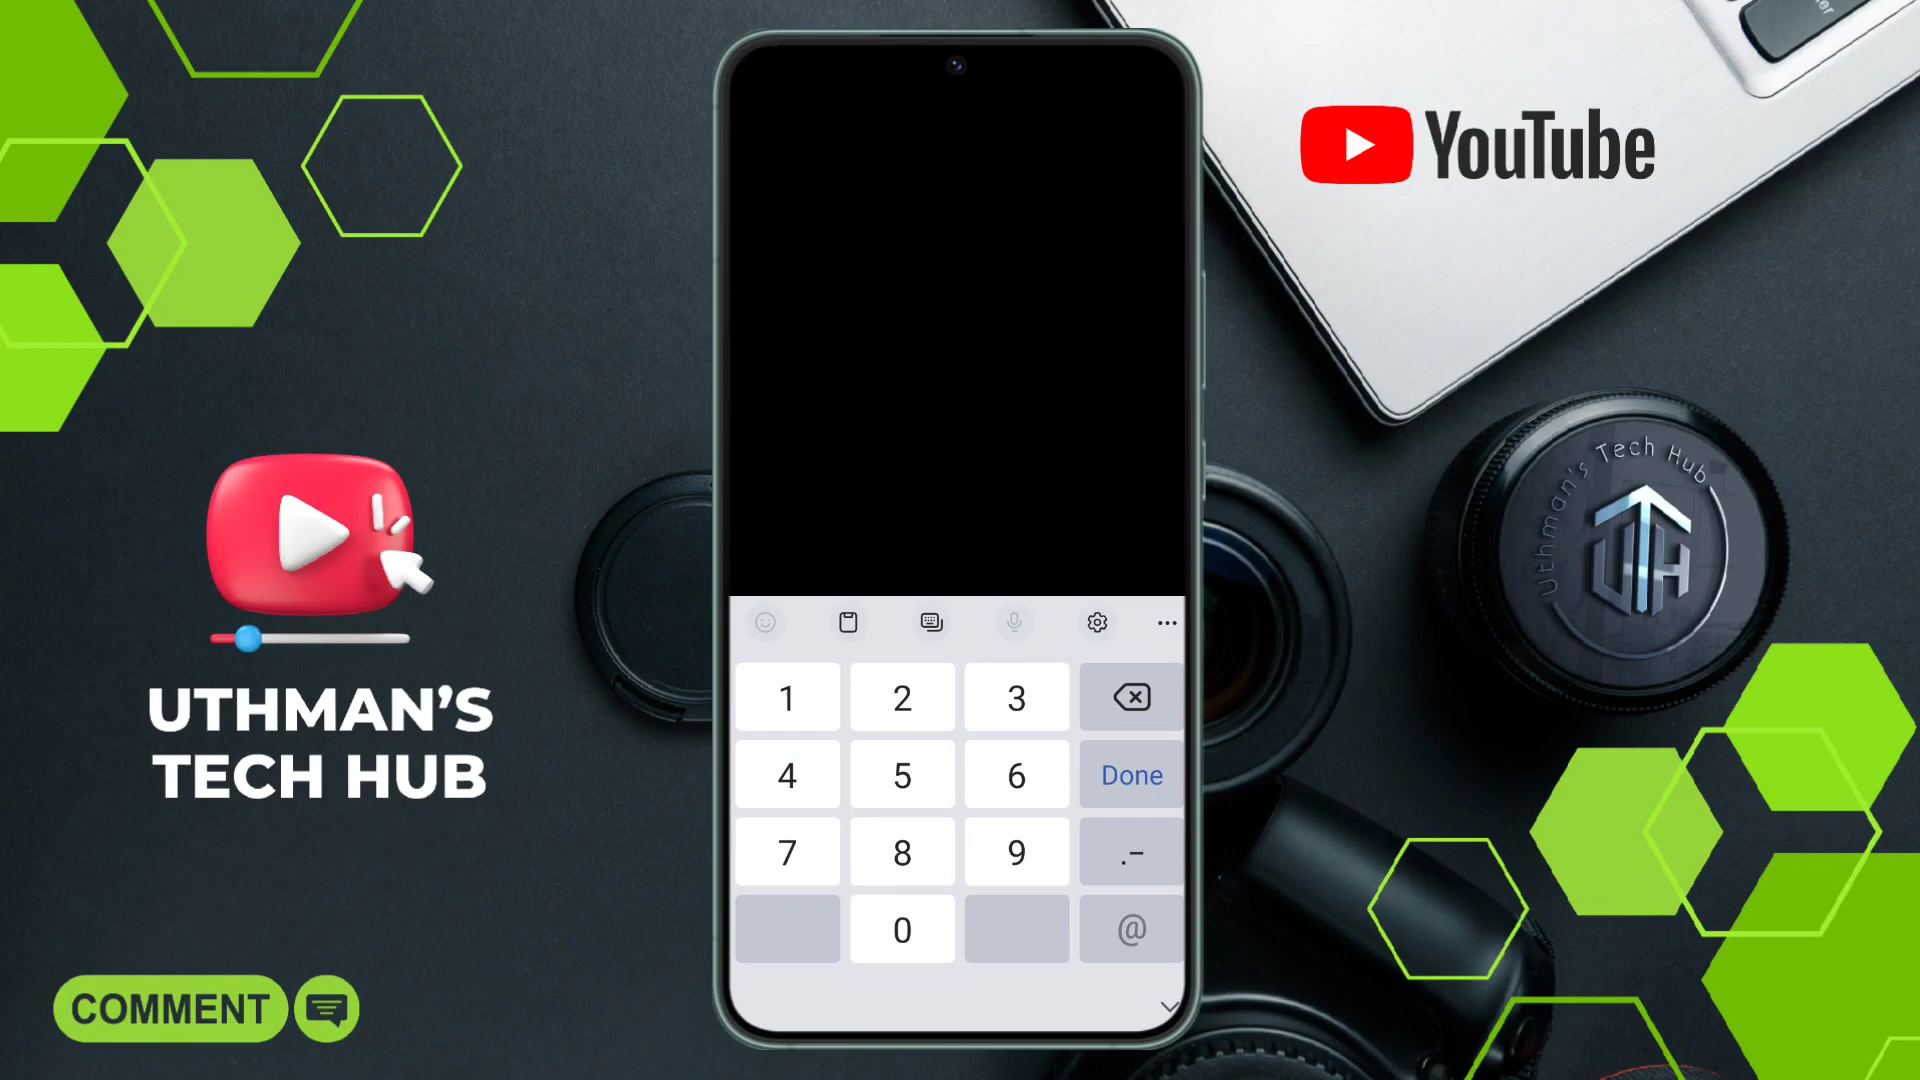 YouTube
Uthman's Tech Hub
UTH
UTHMAN’S
TECH HUB
1 2 3
4 5 6 Done
7 8 9 .-
0 @
COMMENT